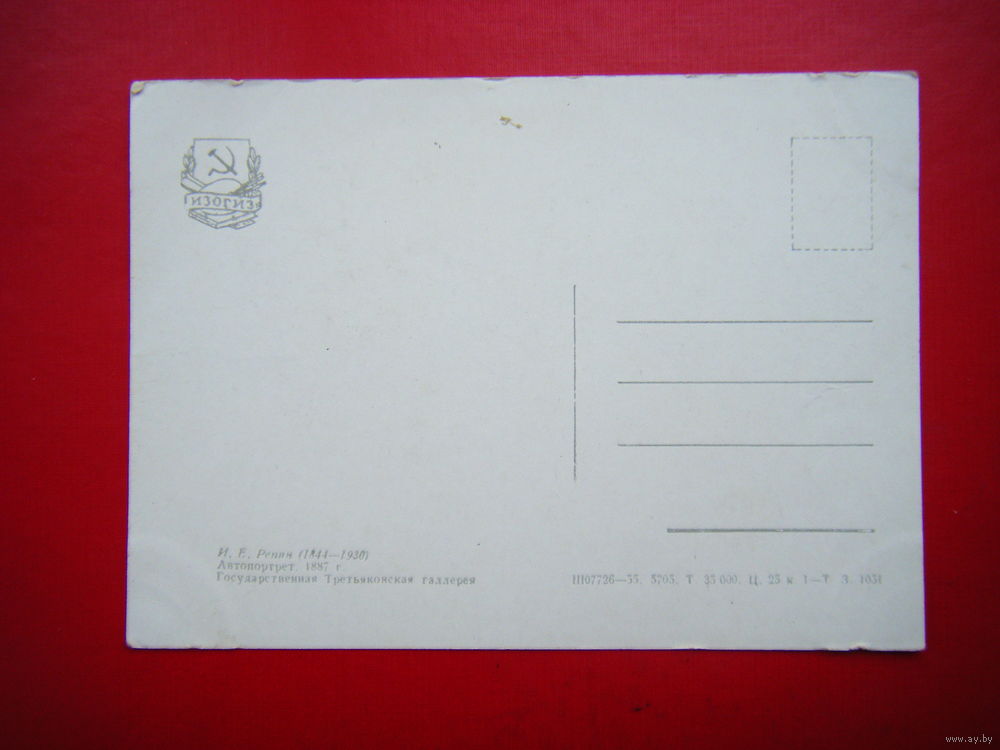 ИЗОГИЗ
И. Е. Репин (1844—1930)
Автопортрет. 1887 г.
Государственная Третьяковская галлерея
Ш07726—55. 5705. Т. 35 000. Ц. 25 к. 1—Т. З. 1051
www.ay.by